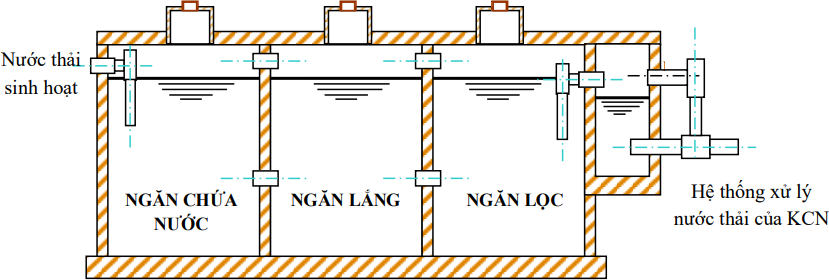 Nước thải
sinh hoạt
NGĂN CHỨA
NƯỚC
NGĂN LẮNG
NGĂN LỌC
Hệ thống xử lý
nước thải của KCN